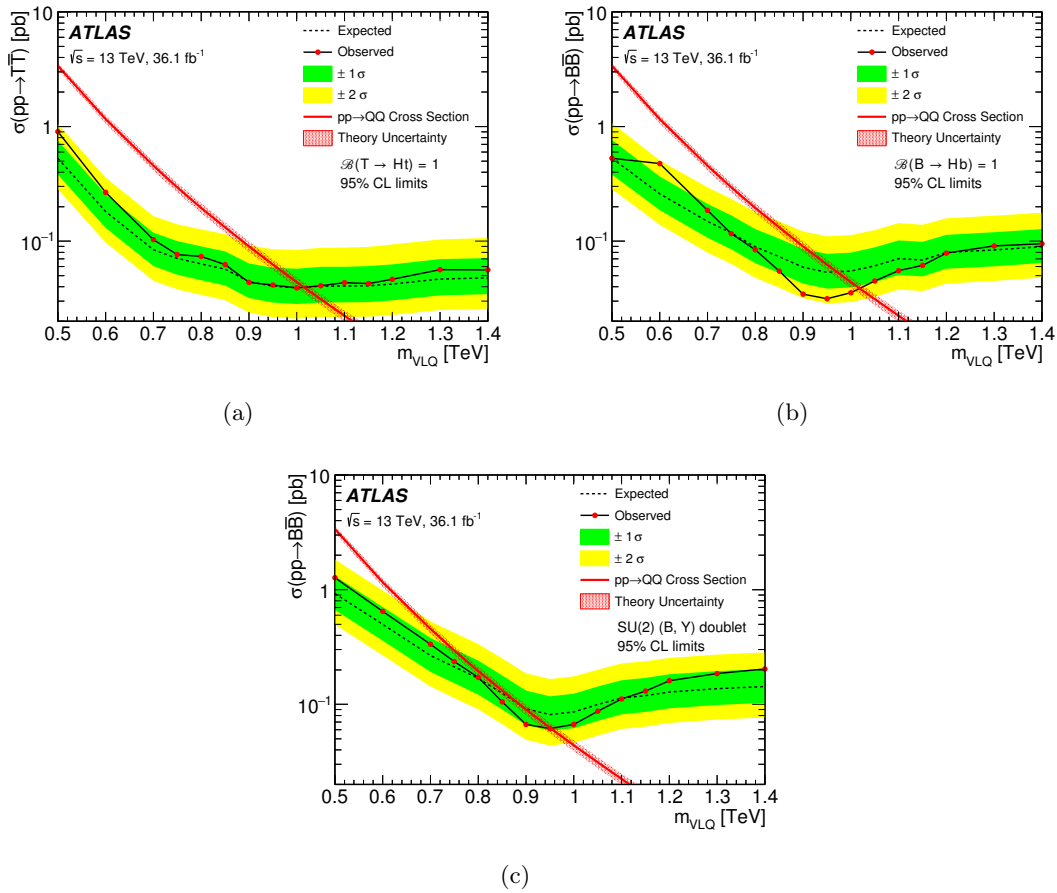 σ(pp→TT̅) [pb]
10
1
10⁻¹
ATLAS
√s = 13 TeV, 36.1 fb⁻¹
Expected
Observed
± 1 σ
± 2 σ
pp→QQ Cross Section
Theory Uncertainty
ℬ(T → Ht) = 1
95% CL limits
0.5 0.6 0.7 0.8 0.9 1 1.1 1.2 1.3 1.4
m_VLQ [TeV]
(a)
σ(pp→BB̅) [pb]
10
1
10⁻¹
ATLAS
√s = 13 TeV, 36.1 fb⁻¹
Expected
Observed
± 1 σ
± 2 σ
pp→QQ Cross Section
Theory Uncertainty
ℬ(B → Hb) = 1
95% CL limits
0.5 0.6 0.7 0.8 0.9 1 1.1 1.2 1.3 1.4
m_VLQ [TeV]
(b)
σ(pp→BB̅) [pb]
10
1
10⁻¹
ATLAS
√s = 13 TeV, 36.1 fb⁻¹
Expected
Observed
± 1 σ
± 2 σ
pp→QQ Cross Section
Theory Uncertainty
SU(2) (B, Y) doublet
95% CL limits
0.5 0.6 0.7 0.8 0.9 1 1.1 1.2 1.3 1.4
m_VLQ [TeV]
(c)